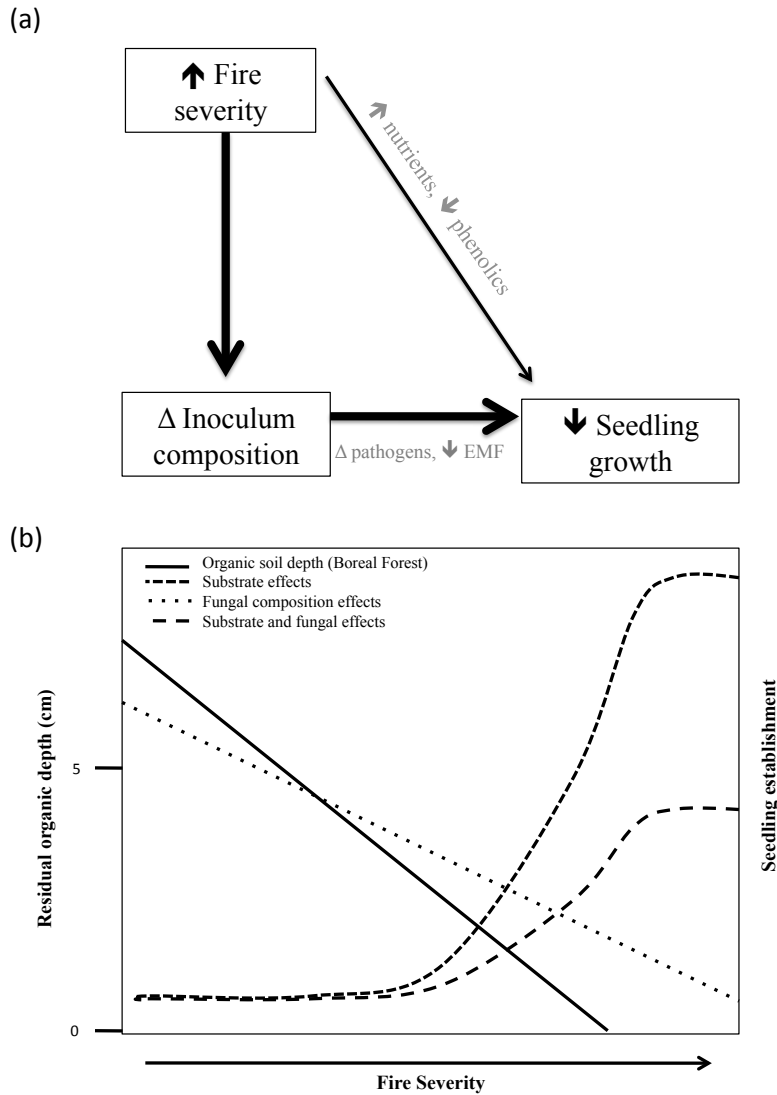 (a)
🡹 Fire
severity
🡹 nutrients, 🡻 phenolics
Δ Inoculum
composition
Δ pathogens, 🡻 EMF
🡻 Seedling
growth
(b)
Organic soil depth (Boreal Forest)
Substrate effects
Fungal composition effects
Substrate and fungal effects
Residual organic depth (cm)
5
0
Seedling establishment
Fire Severity